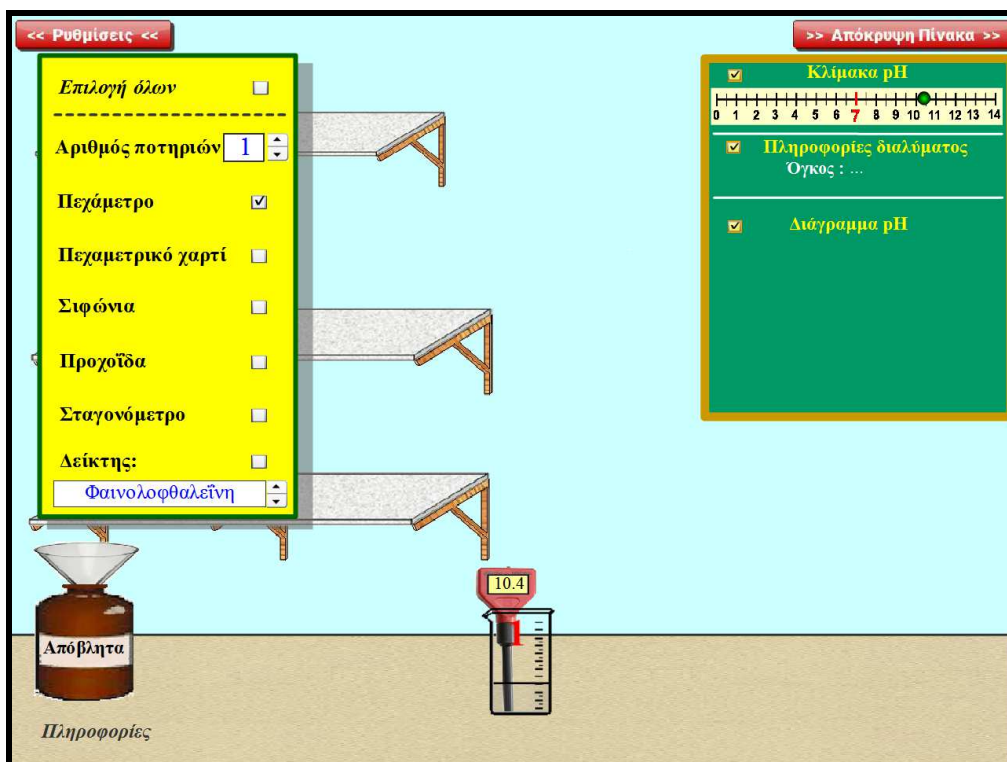 << Ρυθμίσεις <<
>> Απόκρυψη Πίνακα >>
Επιλογή όλων
Αριθμός ποτηριών 1
Πεχάμετρο
Πεχαμετρικό χαρτί
Σιφώνια
Προχοΐδα
Σταγονόμετρο
Δείκτης:
Φαινολοφθαλεΐνη
Κλίμακα pH
0 1 2 3 4 5 6 7 8 9 10 11 12 13 14
Πληροφορίες διαλύματος
Όγκος : ...
Διάγραμμα pH
10.4
1
Απόβλητα
Πληροφορίες